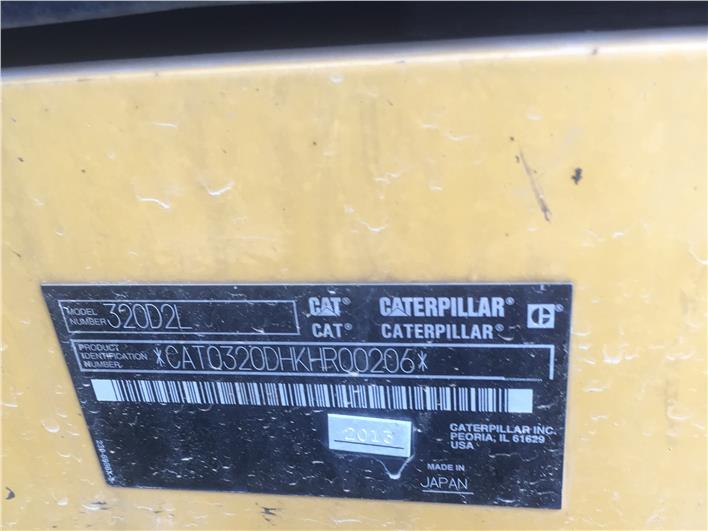 MODEL NUMBER 320D2L
CAT® CATERPILLAR®
CAT® CATERPILLAR®
PRODUCT IDENTIFICATION NUMBER *CAT0320DHKHR00206*
2013
CATERPILLAR INC.
PEORIA, IL 61629
USA
MADE IN
JAPAN